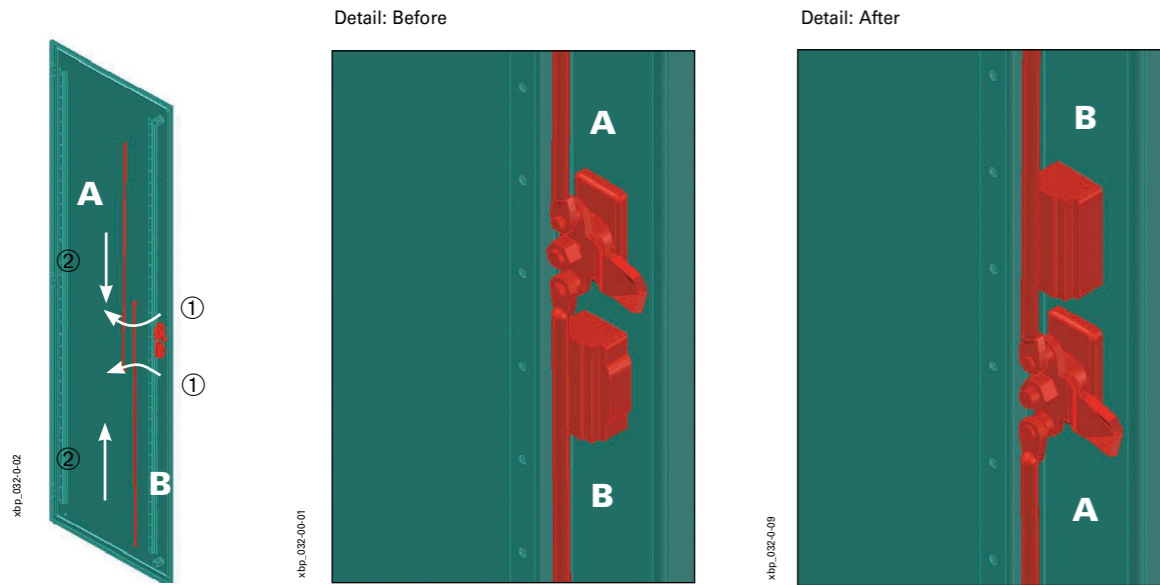 Detail: Before
Detail: After
A
②
①
①
②
B
xbp_032-0-02
A
B
xbp_032-00-01
B
A
xbp_032-0-09